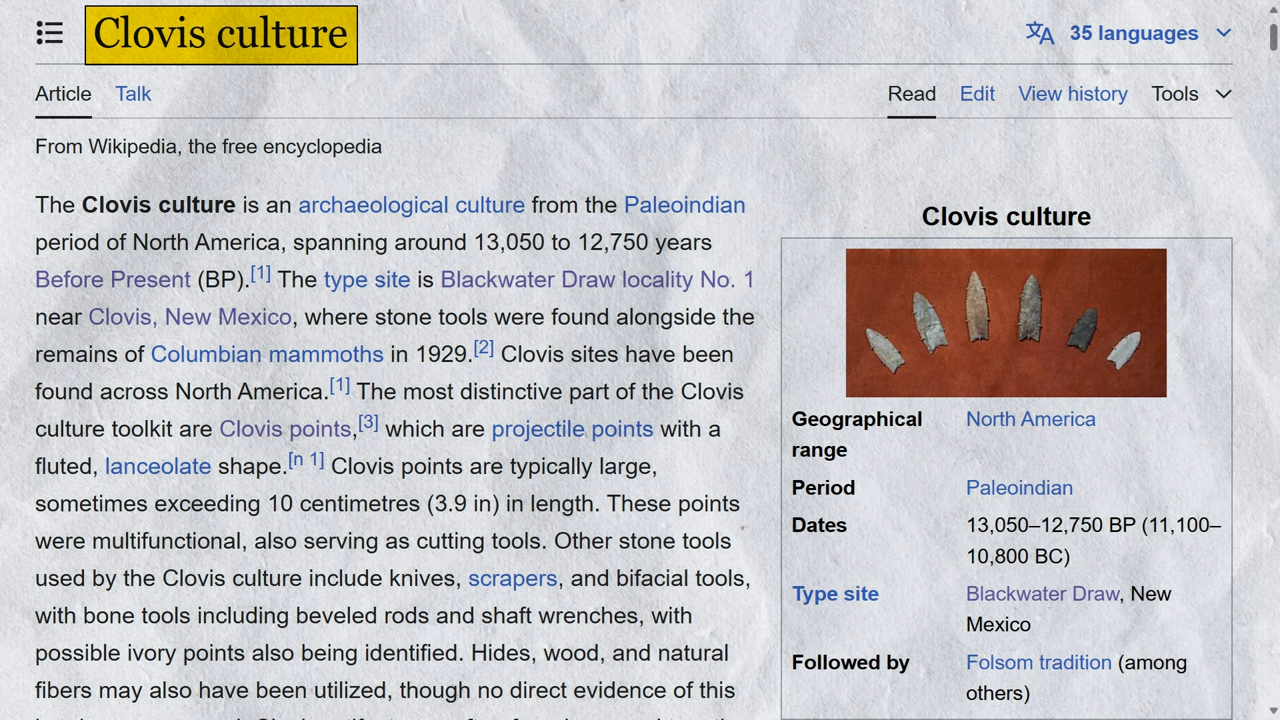 Clovis culture
35 languages
Article Talk
Read Edit View history Tools
From Wikipedia, the free encyclopedia
The Clovis culture is an archaeological culture from the Paleoindian
period of North America, spanning around 13,050 to 12,750 years
Before Present (BP).[1] The type site is Blackwater Draw locality No. 1
near Clovis, New Mexico, where stone tools were found alongside the
remains of Columbian mammoths in 1929.[2] Clovis sites have been
found across North America.[1] The most distinctive part of the Clovis
culture toolkit are Clovis points,[3] which are projectile points with a
fluted, lanceolate shape.[n 1] Clovis points are typically large,
sometimes exceeding 10 centimetres (3.9 in) in length. These points
were multifunctional, also serving as cutting tools. Other stone tools
used by the Clovis culture include knives, scrapers, and bifacial tools,
with bone tools including beveled rods and shaft wrenches, with
possible ivory points also being identified. Hides, wood, and natural
fibers may also have been utilized, though no direct evidence of this
Clovis culture
Geographical range North America
Period Paleoindian
Dates 13,050–12,750 BP (11,100–
10,800 BC)
Type site Blackwater Draw, New
Mexico
Followed by Folsom tradition (among
others)